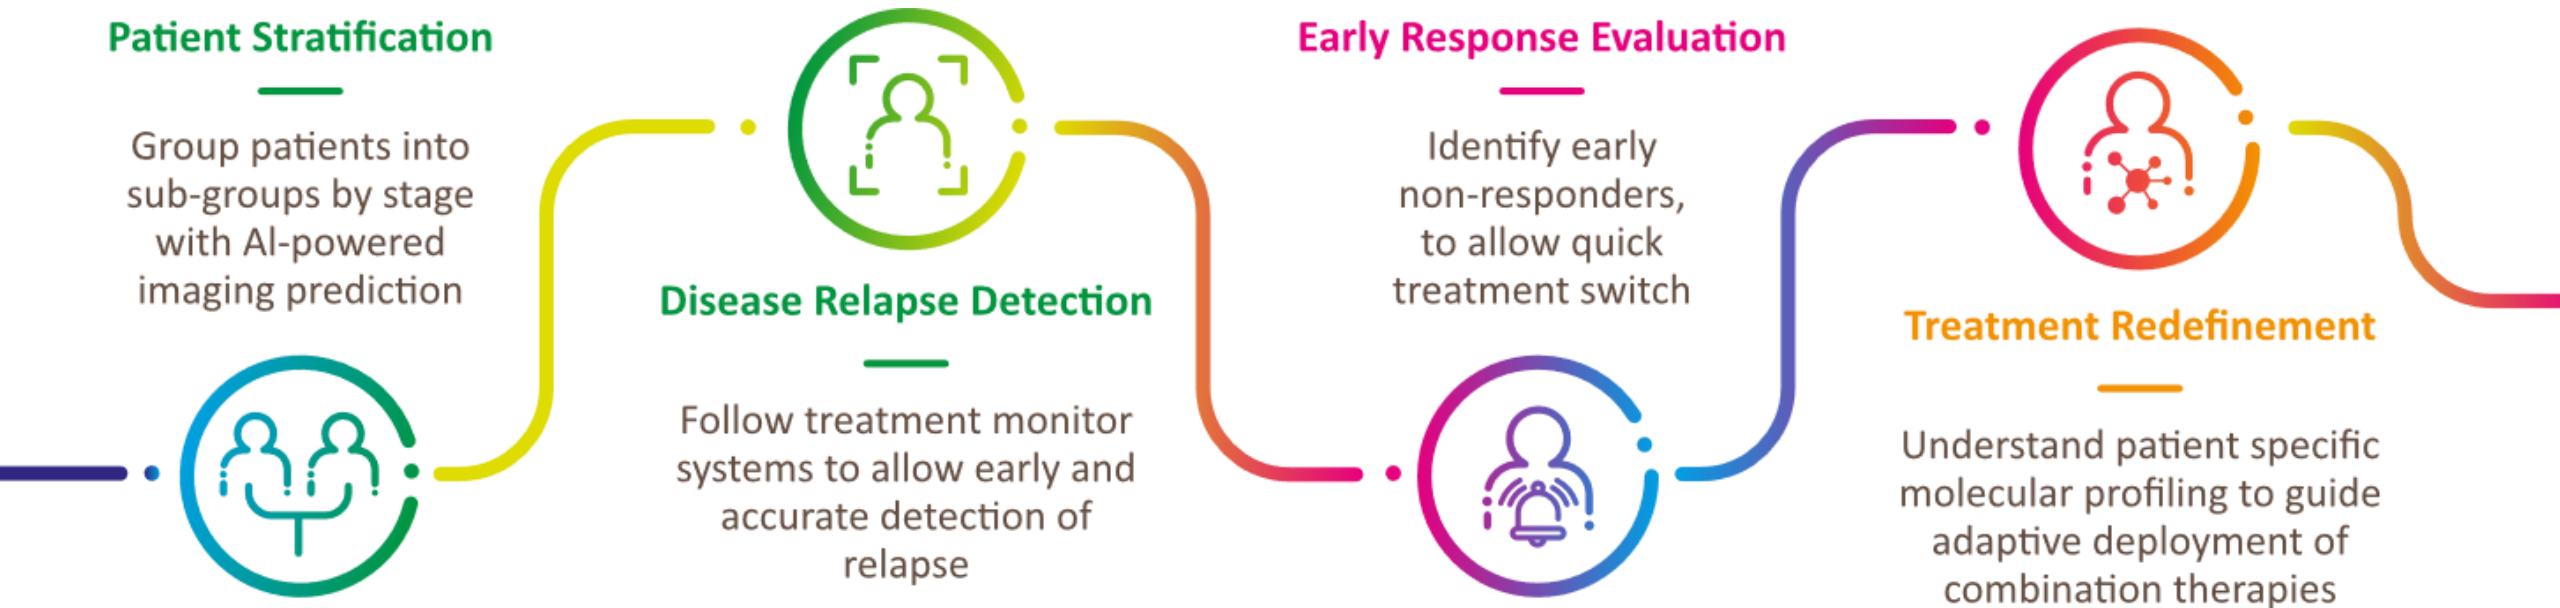 Patient Stratification
Group patients into
sub-groups by stage
with AI-powered
imaging prediction
Disease Relapse Detection
Follow treatment monitor
systems to allow early and
accurate detection of
relapse
Early Response Evaluation
Identify early
non-responders,
to allow quick
treatment switch
Treatment Redefinement
Understand patient specific
molecular profiling to guide
adaptive deployment of
combination therapies